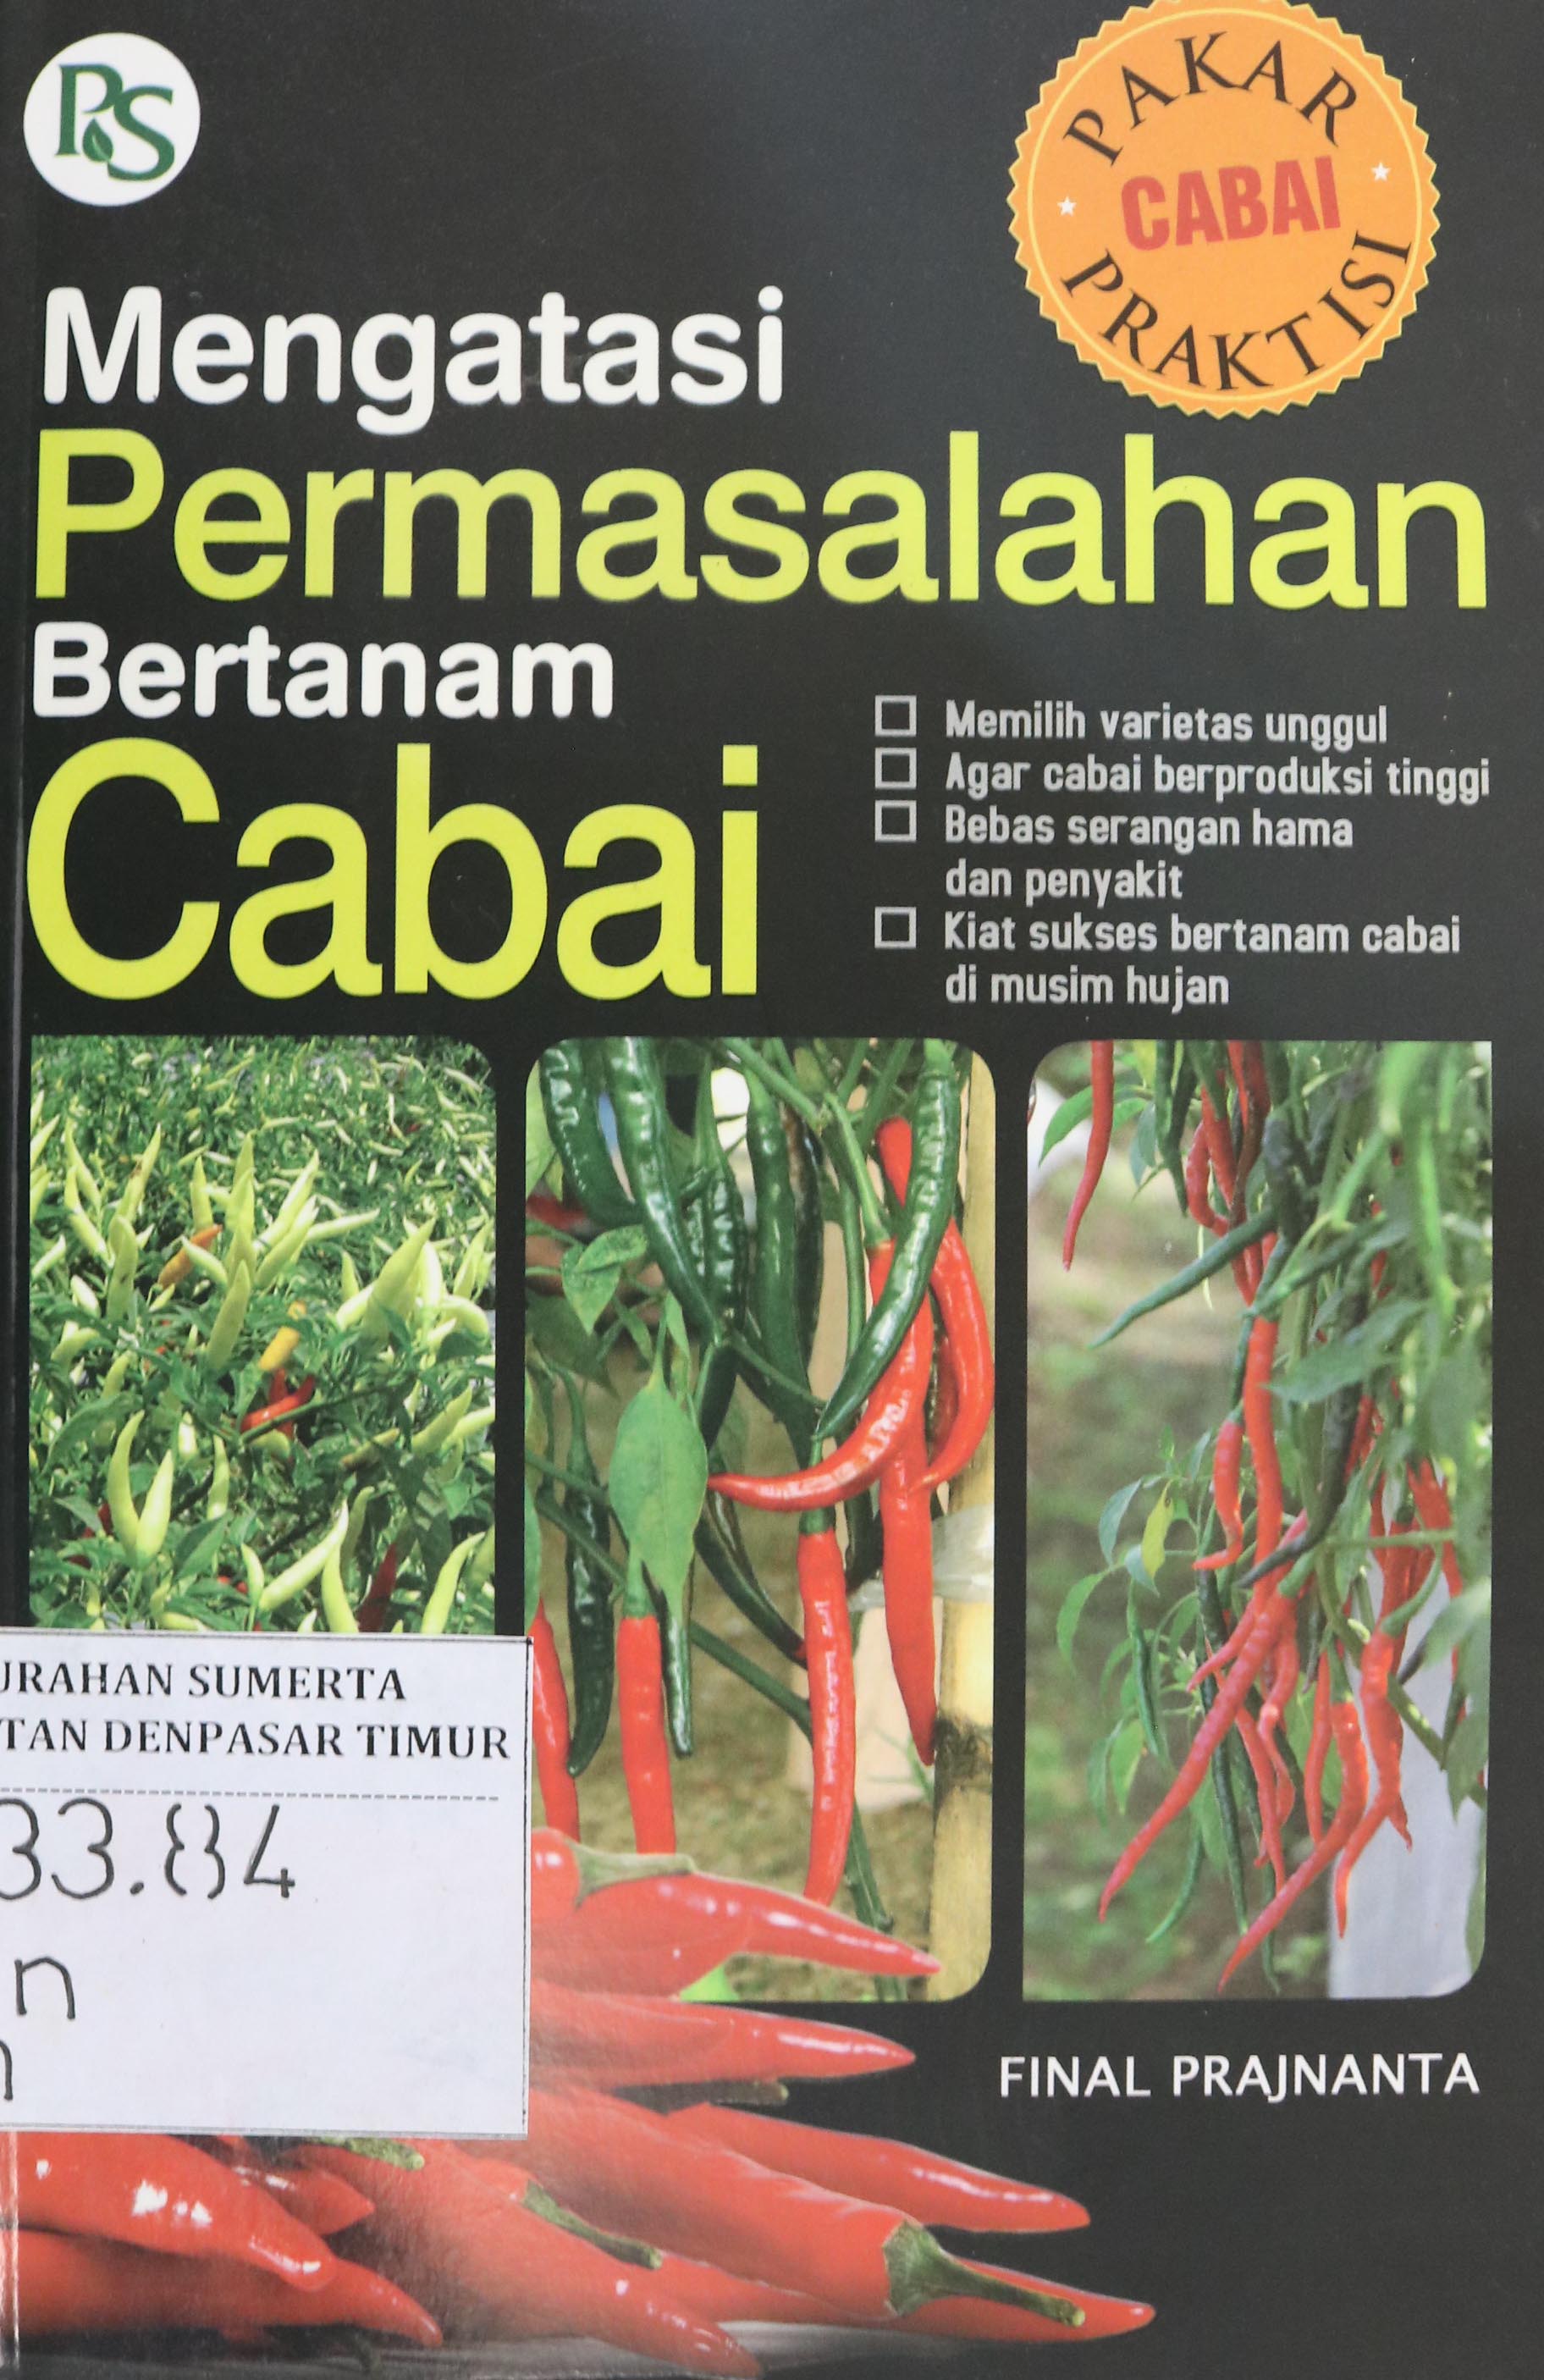 PS
PAKAR
CABAI
PRAKTISI
Mengatasi
Permasalahan
Bertanam
Cabai
Memilih varietas unggul
Agar cabai berproduksi tinggi
Bebas serangan hama
dan penyakit
Kiat sukses bertanam cabai
di musim hujan
URAHAN SUMERTA
TAN DENPASAR TIMUR
33.84
n
FINAL PRAJNANTA